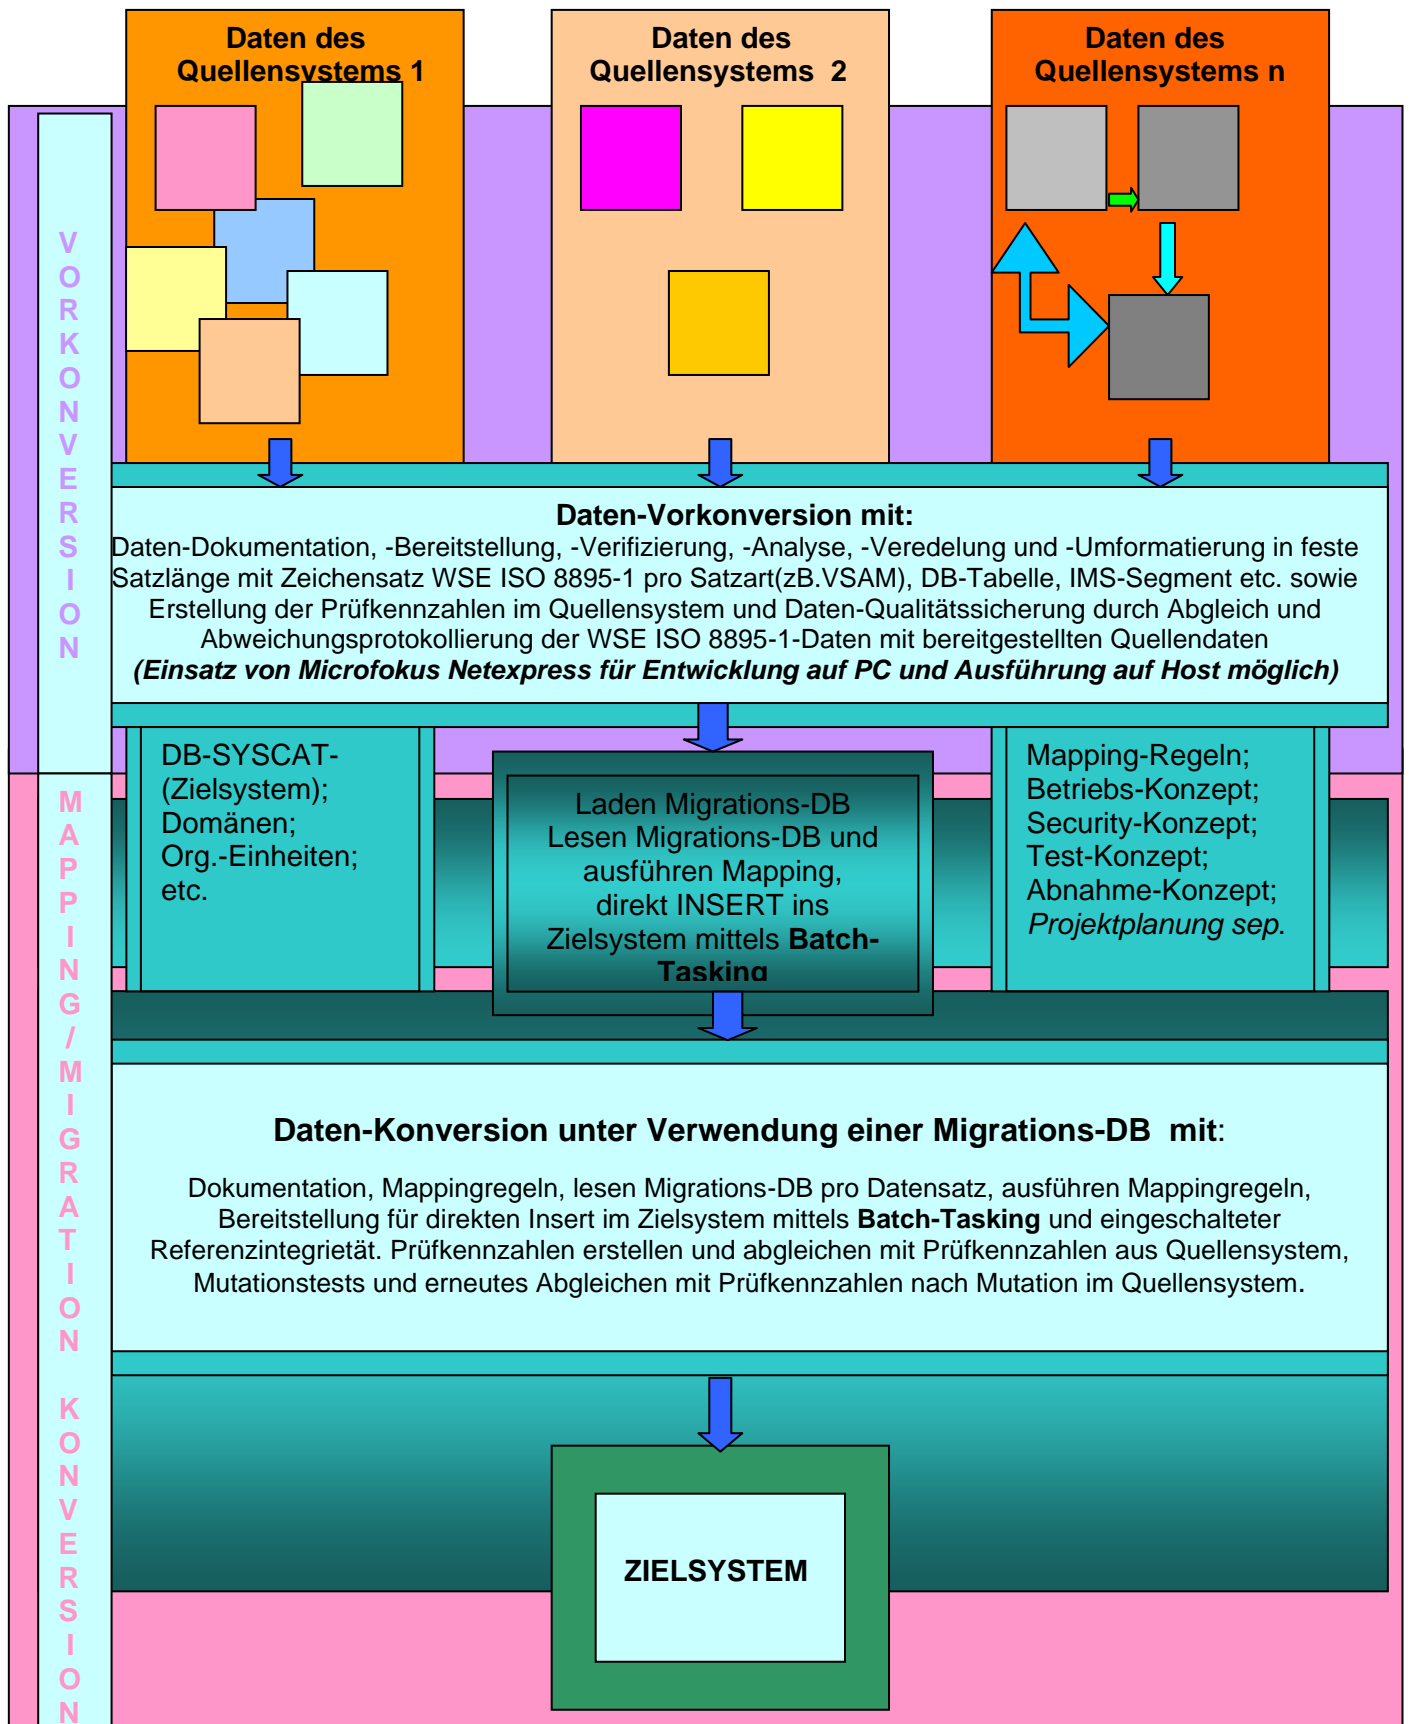 Daten des
Quellensystems 1
Daten des
Quellensystems 2
Daten des
Quellensystems n
VORKONVERSION
Daten-Vorkonversion mit:
Daten-Dokumentation, -Bereitstellung, -Verifizierung, -Analyse, -Veredelung und -Umformatierung in feste
Satzlänge mit Zeichensatz WSE ISO 8895-1 pro Satzart(zB.VSAM), DB-Tabelle, IMS-Segment etc. sowie
Erstellung der Prüfkennzahlen im Quellensystem und Daten-Qualitätssicherung durch Abgleich und
Abweichungsprotokollierung der WSE ISO 8895-1-Daten mit bereitgestellten Quellendaten
(Einsatz von Microfokus Netexpress für Entwicklung auf PC und Ausführung auf Host möglich)
MAPPING/MIGRATION KONVERSION
DB-SYSCAT-
(Zielsystem);
Domänen;
Org.-Einheiten;
etc.
Laden Migrations-DB
Lesen Migrations-DB und
ausführen Mapping,
direkt INSERT ins
Zielsystem mittels Batch-
Tasking
Mapping-Regeln;
Betriebs-Konzept;
Security-Konzept;
Test-Konzept;
Abnahme-Konzept;
Projektplanung sep.
Daten-Konversion unter Verwendung einer Migrations-DB mit:
Dokumentation, Mappingregeln, lesen Migrations-DB pro Datensatz, ausführen Mappingregeln,
Bereitstellung für direkten Insert im Zielsystem mittels Batch-Tasking und eingeschalteter
Referenzintegrietät. Prüfkennzahlen erstellen und abgleichen mit Prüfkennzahlen aus Quellensystem,
Mutationstests und erneutes Abgleichen mit Prüfkennzahlen nach Mutation im Quellensystem.
ZIELSYSTEM